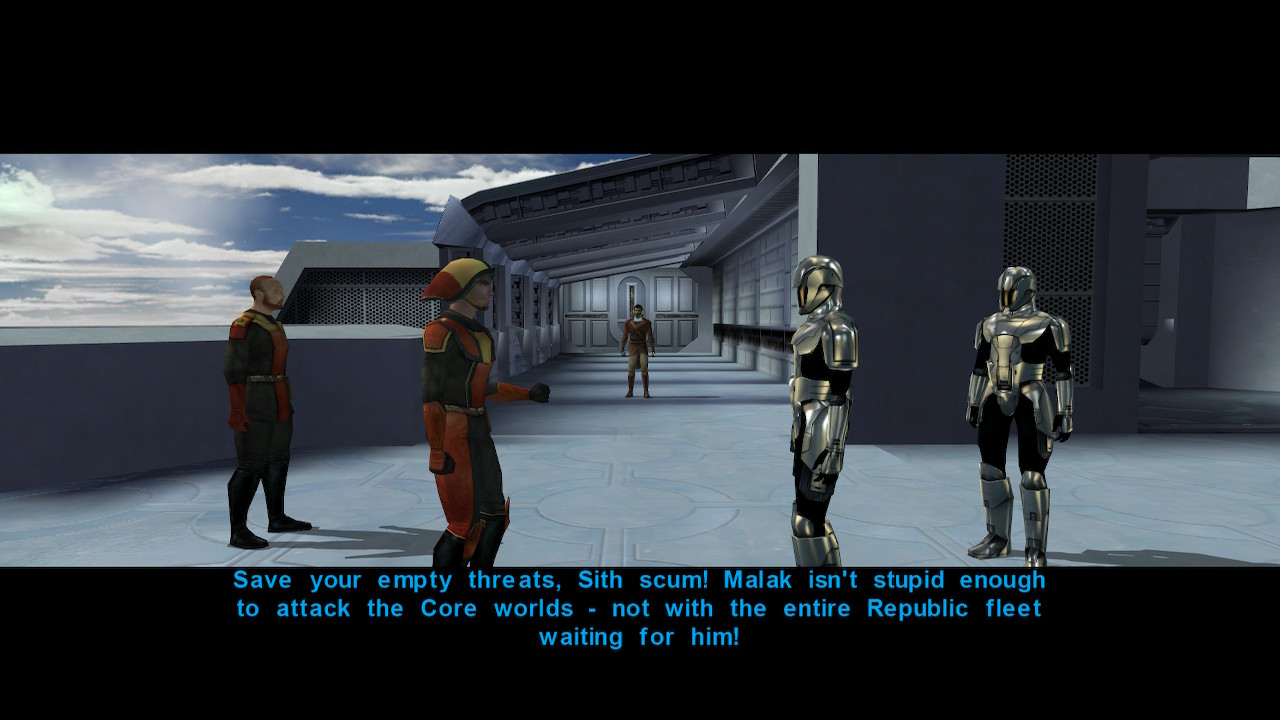 Save your empty threats, Sith scum! Malak isn't stupid enough
to attack the Core worlds - not with the entire Republic fleet
waiting for him!